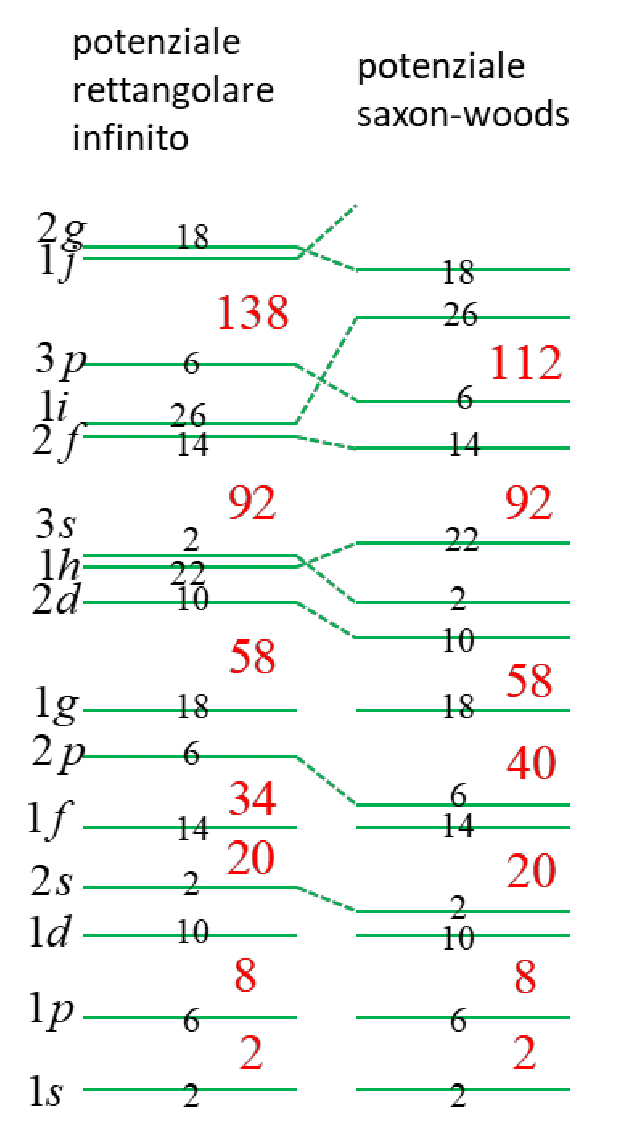 potenziale
rettangolare
infinito
potenziale
saxon-woods
2g 18
1j
18
138
26
3p 6
112
6
1i 26
2f 14
14
92 92
3s 2
22
1h 22
2d 10
2
10
58
58
1g 18 18
2p 6
40
34
6
1f 14
14
20
20
2s 2
2
1d 10
10
8 8
1p 6 6
2 2
1s 2 2